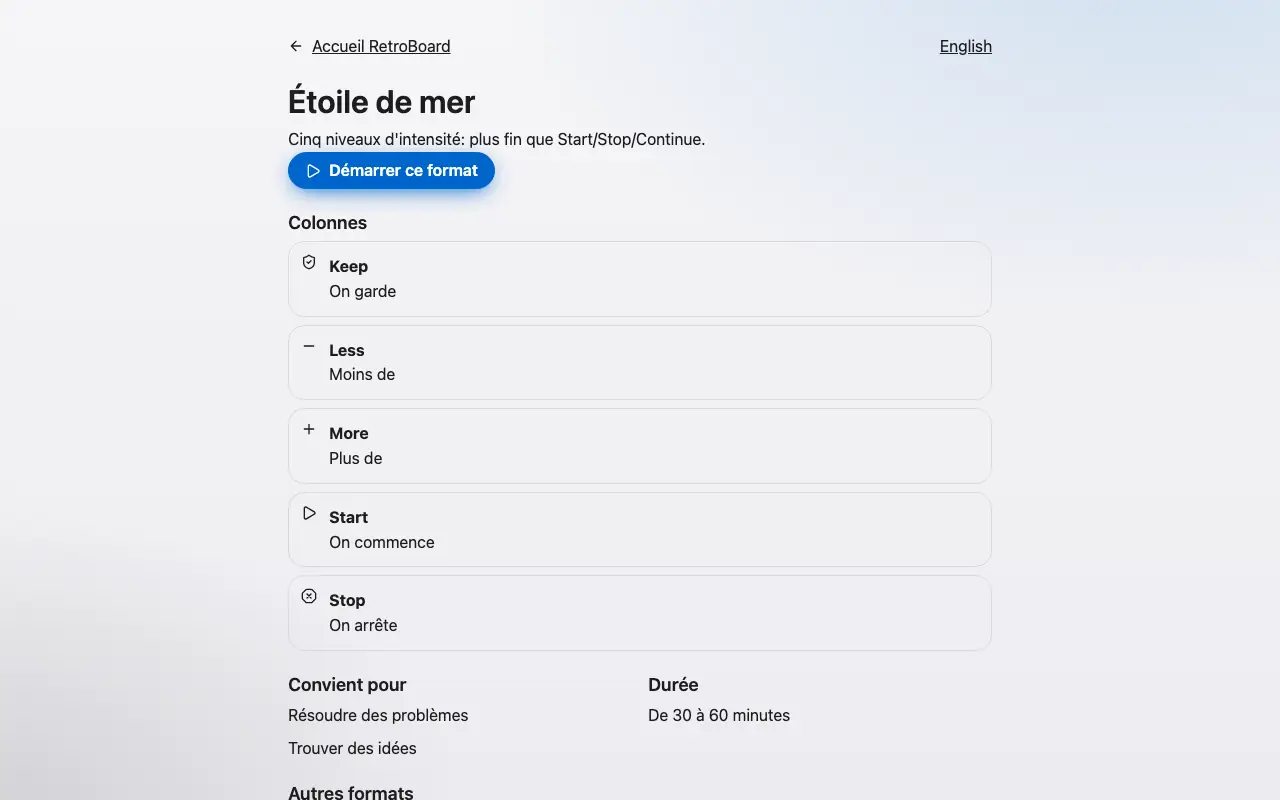 Accueil RetroBoard
English
Étoile de mer
Cinq niveaux d'intensité: plus fin que Start/Stop/Continue.
Démarrer ce format
Colonnes
Keep
On garde
Less
Moins de
More
Plus de
Start
On commence
Stop
On arrête
Convient pour
Résoudre des problèmes
Trouver des idées
Durée
De 30 à 60 minutes
Autres formats